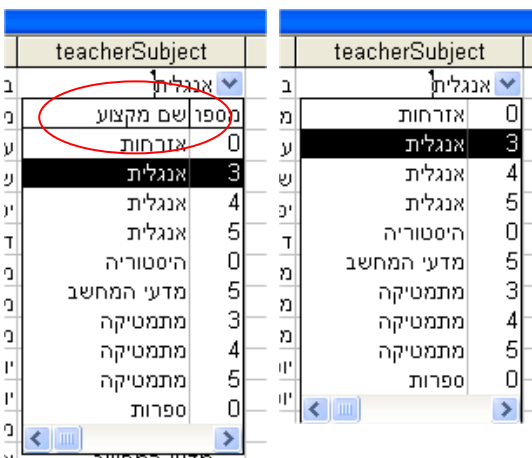 teacherSubject
אנגלית
מספר שם מקצוע
0 אזרחות
3 אנגלית
4 אנגלית
5 אנגלית
0 היסטוריה
5 מדעי המחשב
3 מתמטיקה
4 מתמטיקה
5 מתמטיקה
0 ספרות
teacherSubject
אנגלית
0 אזרחות
3 אנגלית
4 אנגלית
5 אנגלית
0 היסטוריה
5 מדעי המחשב
3 מתמטיקה
4 מתמטיקה
5 מתמטיקה
0 ספרות